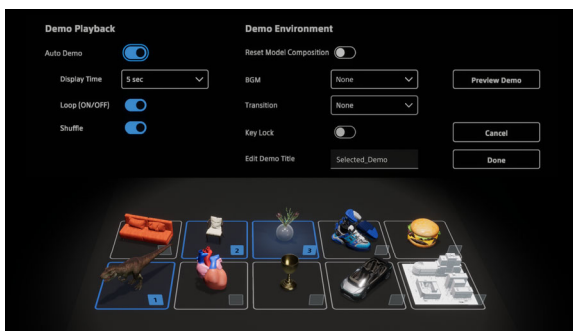 Demo Playback
Auto Demo
Display Time 5 sec
Loop (ON/OFF)
Shuffle
Demo Environment
Reset Model Composition
BGM None
Transition None
Key Lock
Edit Demo Title Selected_Demo
Preview Demo
Cancel
Done
2
3
1